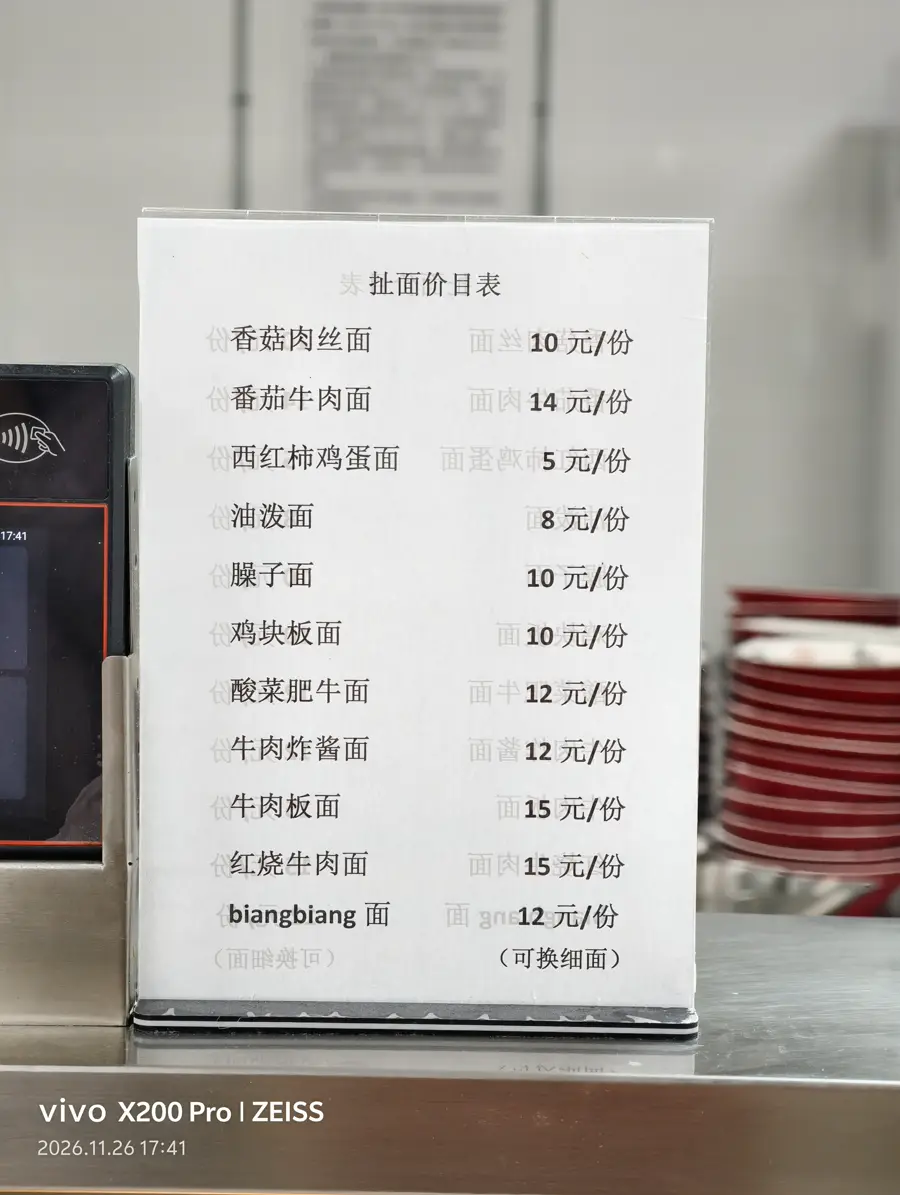 扯面价目表
香菇肉丝面 10 元/份
番茄牛肉面 14 元/份
西红柿鸡蛋面 5 元/份
油泼面 8 元/份
臊子面 10 元/份
鸡块板面 10 元/份
酸菜肥牛面 12 元/份
牛肉炸酱面 12 元/份
牛肉板面 15 元/份
红烧牛肉面 15 元/份
biangbiang 面 12 元/份
（可换细面）
17:41
vivo X200 Pro | ZEISS
2026.11.26 17:41